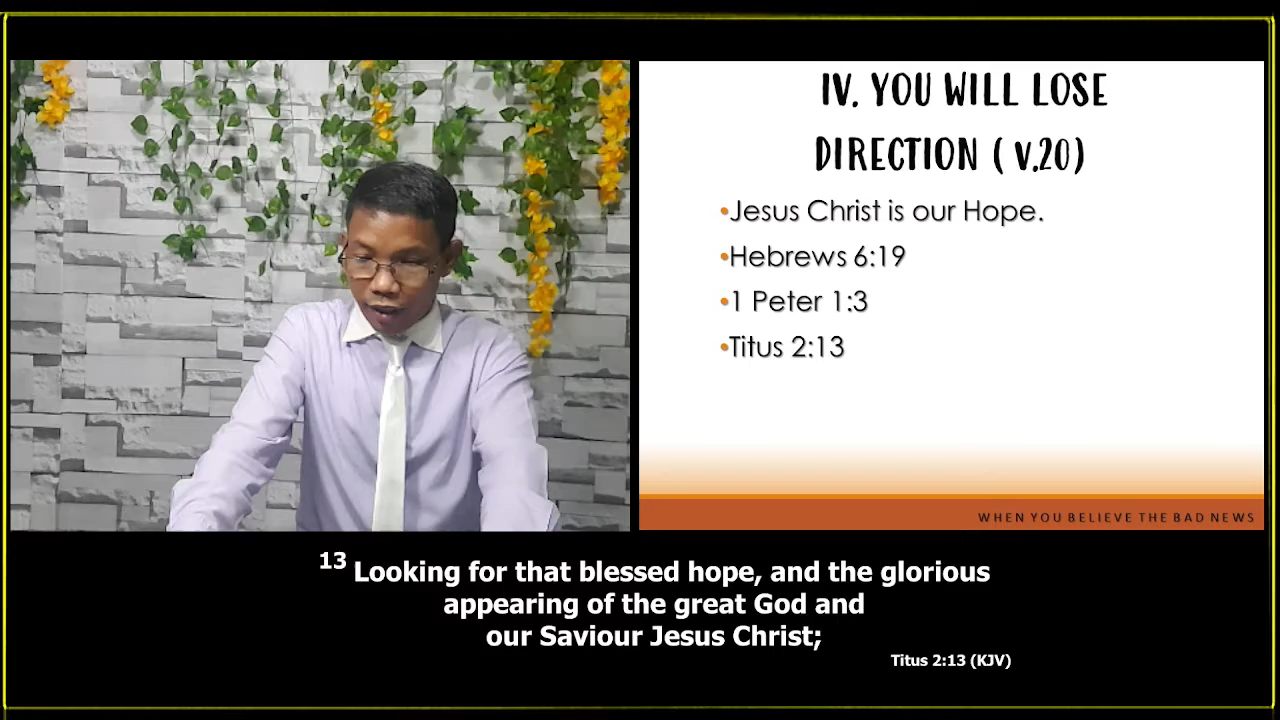 IV. YOU WILL LOSE
DIRECTION ( v.20)
•Jesus Christ is our Hope.
•Hebrews 6:19
•1 Peter 1:3
•Titus 2:13
WHEN YOU BELIEVE THE BAD NEWS
13 Looking for that blessed hope, and the glorious
appearing of the great God and
our Saviour Jesus Christ;
Titus 2:13 (KJV)